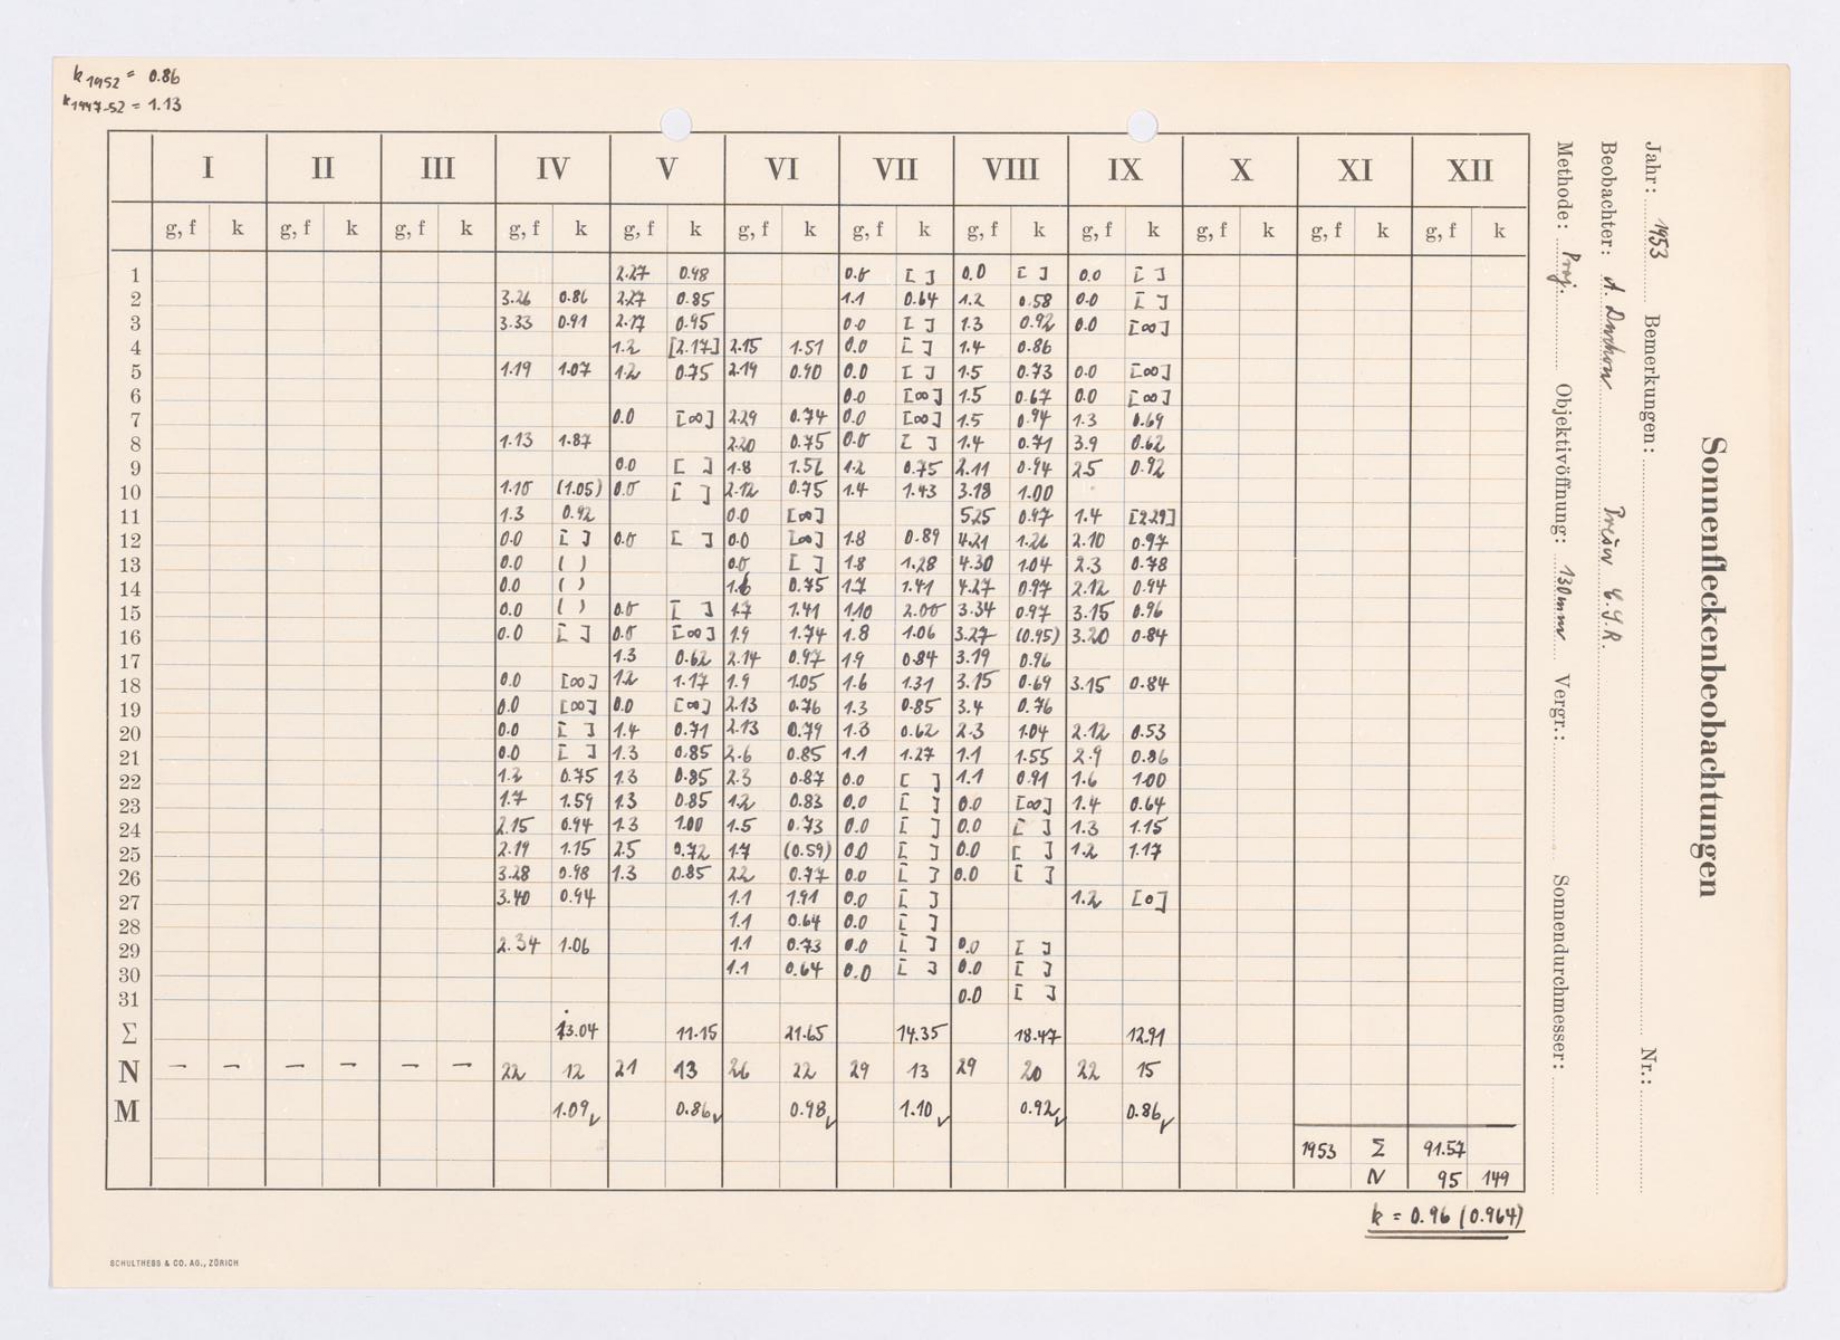 k 1952 = 0.86
k 1947-52 = 1.13
I II III IV V VI VII VIII IX X XI XII
g, f k g, f k g, f k g, f k g, f k g, f k g, f k g, f k g, f k g, f k g, f k g, f k
1 2.27 0.48 0.0 [ ] 0.0 [ ] 0.0 [ ]
2 3.26 0.86 2.27 0.85 1.1 0.64 1.2 0.58 0.0 [ ]
3 3.33 0.91 2.17 0.95 0.0 [ ] 1.3 0.92 0.0 [∞]
4 1.2 [2.17] 2.15 1.51 0.0 [ ] 1.4 0.86
5 1.19 1.07 1.2 0.75 2.19 0.90 0.0 [ ] 1.5 0.73 0.0 [∞]
6 0.0 [∞] 1.5 0.67 0.0 [∞]
7 0.0 [∞] 2.29 0.74 0.0 [∞] 1.5 0.94 1.3 0.69
8 1.13 1.87 2.20 0.75 0.0 [ ] 1.4 0.71 3.9 0.62
9 0.0 [ ] 1.8 1.56 1.2 0.75 2.11 0.94 2.5 0.92
10 1.10 (1.05) 0.0 [ ] 2.12 0.75 1.4 1.43 3.18 1.00
11 1.3 0.92 0.0 [∞] 5.25 0.97 1.4 [2.29]
12 0.0 [ ] 0.0 [ ] 0.0 [∞] 1.8 0.89 4.21 1.26 2.10 0.97
13 0.0 ( ) 0.0 [ ] 1.8 1.28 4.30 1.04 2.3 0.78
14 0.0 ( ) 1.6 0.75 1.7 1.41 4.27 0.97 2.12 0.94
15 0.0 ( ) 0.0 [ ] 1.7 1.41 1.10 2.00 3.34 0.97 3.15 0.96
16 0.0 [ ] 0.0 [∞] 1.9 1.74 1.8 1.06 3.27 (0.95) 3.20 0.84
17 1.3 0.62 2.14 0.97 1.9 0.84 3.19 0.96
18 0.0 [∞] 1.2 1.17 1.9 1.05 1.6 1.31 3.15 0.69 3.15 0.84
19 0.0 [∞] 0.0 [∞] 2.13 0.76 1.3 0.85 3.4 0.76
20 0.0 [ ] 1.4 0.71 2.13 0.79 1.3 0.62 2.3 1.04 2.12 0.53
21 0.0 [ ] 1.3 0.85 2.6 0.85 1.1 1.27 1.1 1.55 2.9 0.86
22 1.2 0.75 1.3 0.85 2.3 0.87 0.0 [ ] 1.1 0.91 1.6 1.00
23 1.7 1.59 1.3 0.85 1.2 0.83 0.0 [ ] 0.0 [∞] 1.4 0.64
24 2.15 0.94 1.3 1.00 1.5 0.73 0.0 [ ] 0.0 [ ] 1.3 1.15
25 2.19 1.15 2.5 0.72 1.7 (0.59) 0.0 [ ] 0.0 [ ] 1.2 1.17
26 3.28 0.98 1.3 0.85 2.2 0.77 0.0 [ ] 0.0 [ ]
27 3.40 0.94 1.1 1.91 0.0 [ ] 1.2 [0]
28 1.1 0.64 0.0 [ ]
29 2.34 1.06 1.1 0.73 0.0 [ ] 0.0 [ ]
30 1.1 0.64 0.0 [ ] 0.0 [ ]
31 0.0 [ ]
Σ 13.04 11.15 21.65 14.35 18.47 12.91
N – – – – – – 22 12 21 13 26 22 29 13 29 20 22 15
M 1.09 0.86 0.98 1.10 0.92 0.86
1953 Σ 91.57
N 95 149
k = 0.96 (0.964)
SCHULTHESS & CO. AG., ZÜRICH
Sonnenfleckenbeobachtungen
Jahr: 1953 Bemerkungen: Nr.:
Beobachter: A. Duchon Prešov Č.S.R.
Methode: Proj. Objektivöffnung: 130mm Vergr.: Sonnendurchmesser: